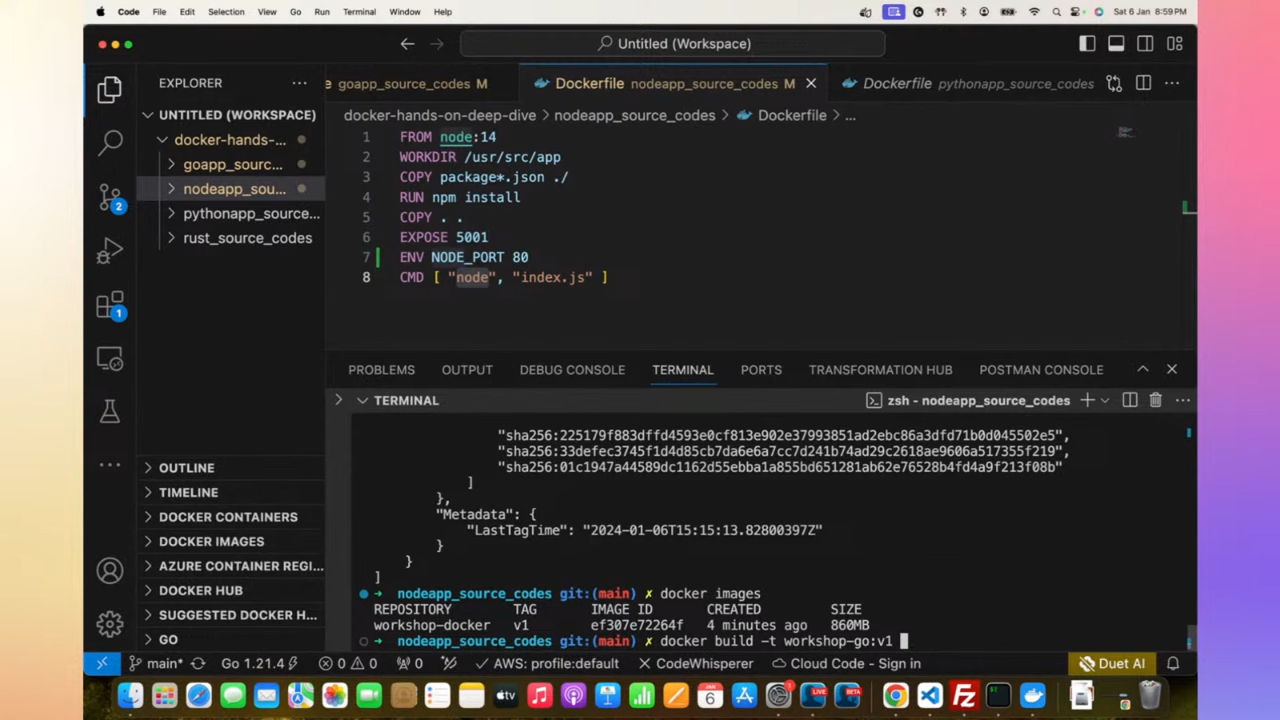 Code File Edit Selection View Go Run Terminal Window Help Sat 6 Jan 8:59 PM
Untitled (Workspace)
EXPLORER
goapp_source_codes M
Dockerfile nodeapp_source_codes M
Dockerfile pythonapp_source_codes
UNTITLED (WORKSPACE)
docker-hands-...
goapp_sourc...
nodeapp_sou...
pythonapp_source...
rust_source_codes
docker-hands-on-deep-dive > nodeapp_source_codes > Dockerfile > ...
1 FROM node:14
2 WORKDIR /usr/src/app
3 COPY package*.json ./
4 RUN npm install
5 COPY . .
6 EXPOSE 5001
7 ENV NODE_PORT 80
8 CMD [ "node", "index.js" ]
2
1
OUTLINE
TIMELINE
DOCKER CONTAINERS
DOCKER IMAGES
AZURE CONTAINER REGI...
DOCKER HUB
SUGGESTED DOCKER H...
GO
PROBLEMS OUTPUT DEBUG CONSOLE TERMINAL PORTS TRANSFORMATION HUB POSTMAN CONSOLE
TERMINAL
zsh - nodeapp_source_codes
"sha256:225179f883dffd4593e0cf813e902e37993851ad2ebc86a3dfd71b0d045502e5",
"sha256:33defec3745f1d4d85cb7da6e6a7cc7d241b74ad29c2618ae9606a517355f219",
"sha256:01c1947a44589dc1162d55ebba1a855bd651281ab62e76528b4fd4a9f213f08b"
]
},
"Metadata": {
"LastTagTime": "2024-01-06T15:15:13.82800397Z"
}
}
]
➜ nodeapp_source_codes git:(main) ✗ docker images
REPOSITORY TAG IMAGE ID CREATED SIZE
workshop-docker v1 ef307e72264f 4 minutes ago 860MB
➜ nodeapp_source_codes git:(main) ✗ docker build -t workshop-go:v1
main* Go 1.21.4 0 0 0 AWS: profile:default CodeWhisperer Cloud Code - Sign in Duet AI